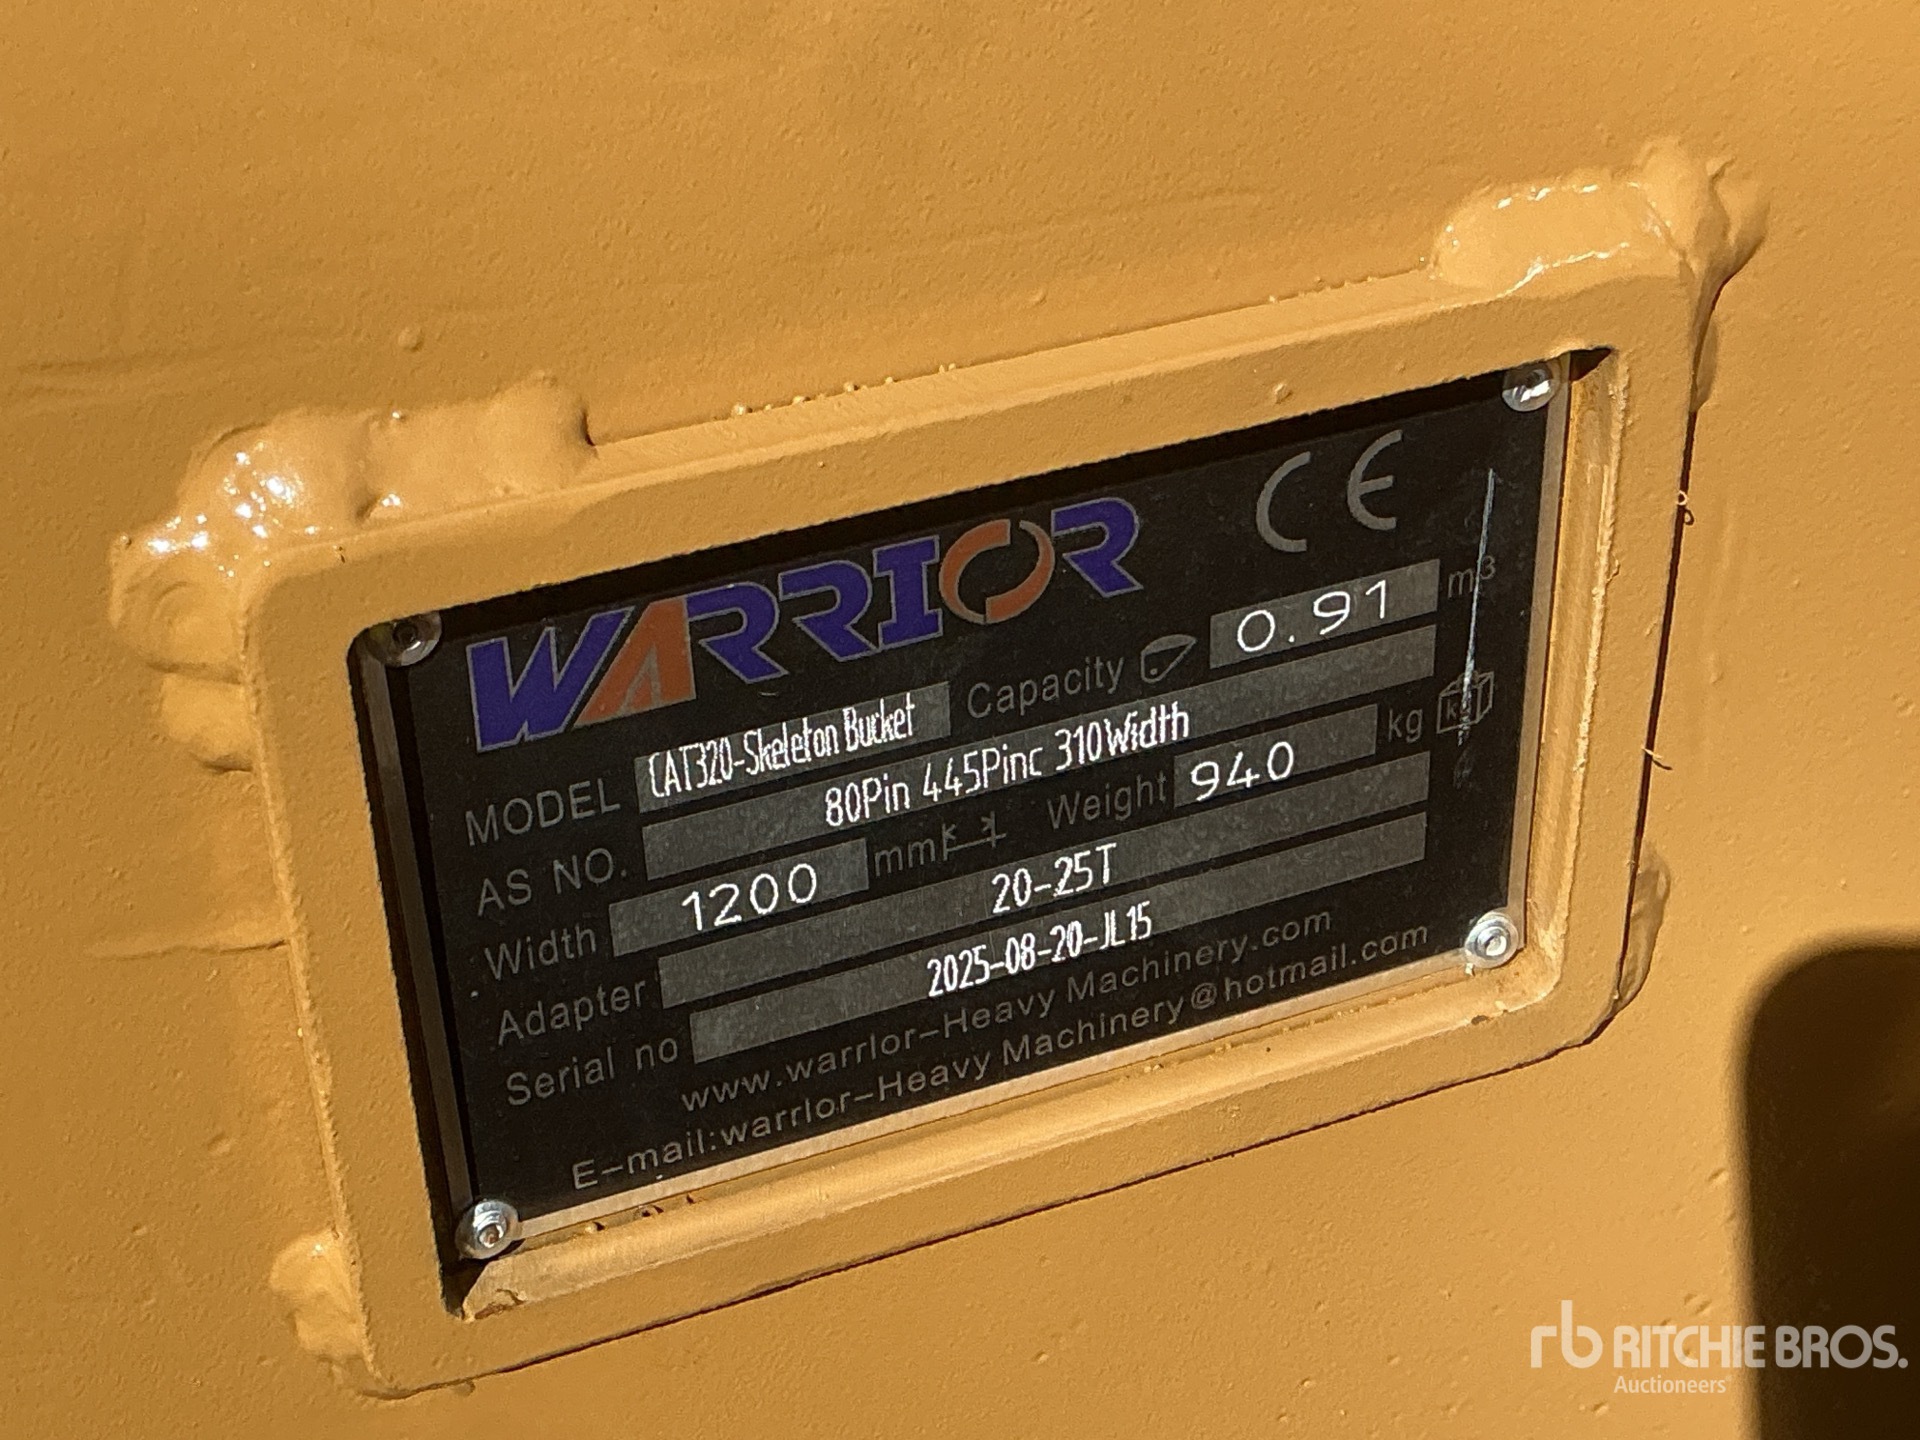 WARRIOR CE
MODEL CAT320-Skeleton Bucket Capacity 0.91 m3
AS NO. 80Pin 445Pinc 310Width
Width 1200 mm Weight 940 kg
Adapter 20-25T
Serial no 2025-08-20-JL15
www.warrlor-Heavy Machinery.com
E-mail:warrlor-Heavy Machinery@hotmail.com
rb RITCHIE BROS.
Auctioneers